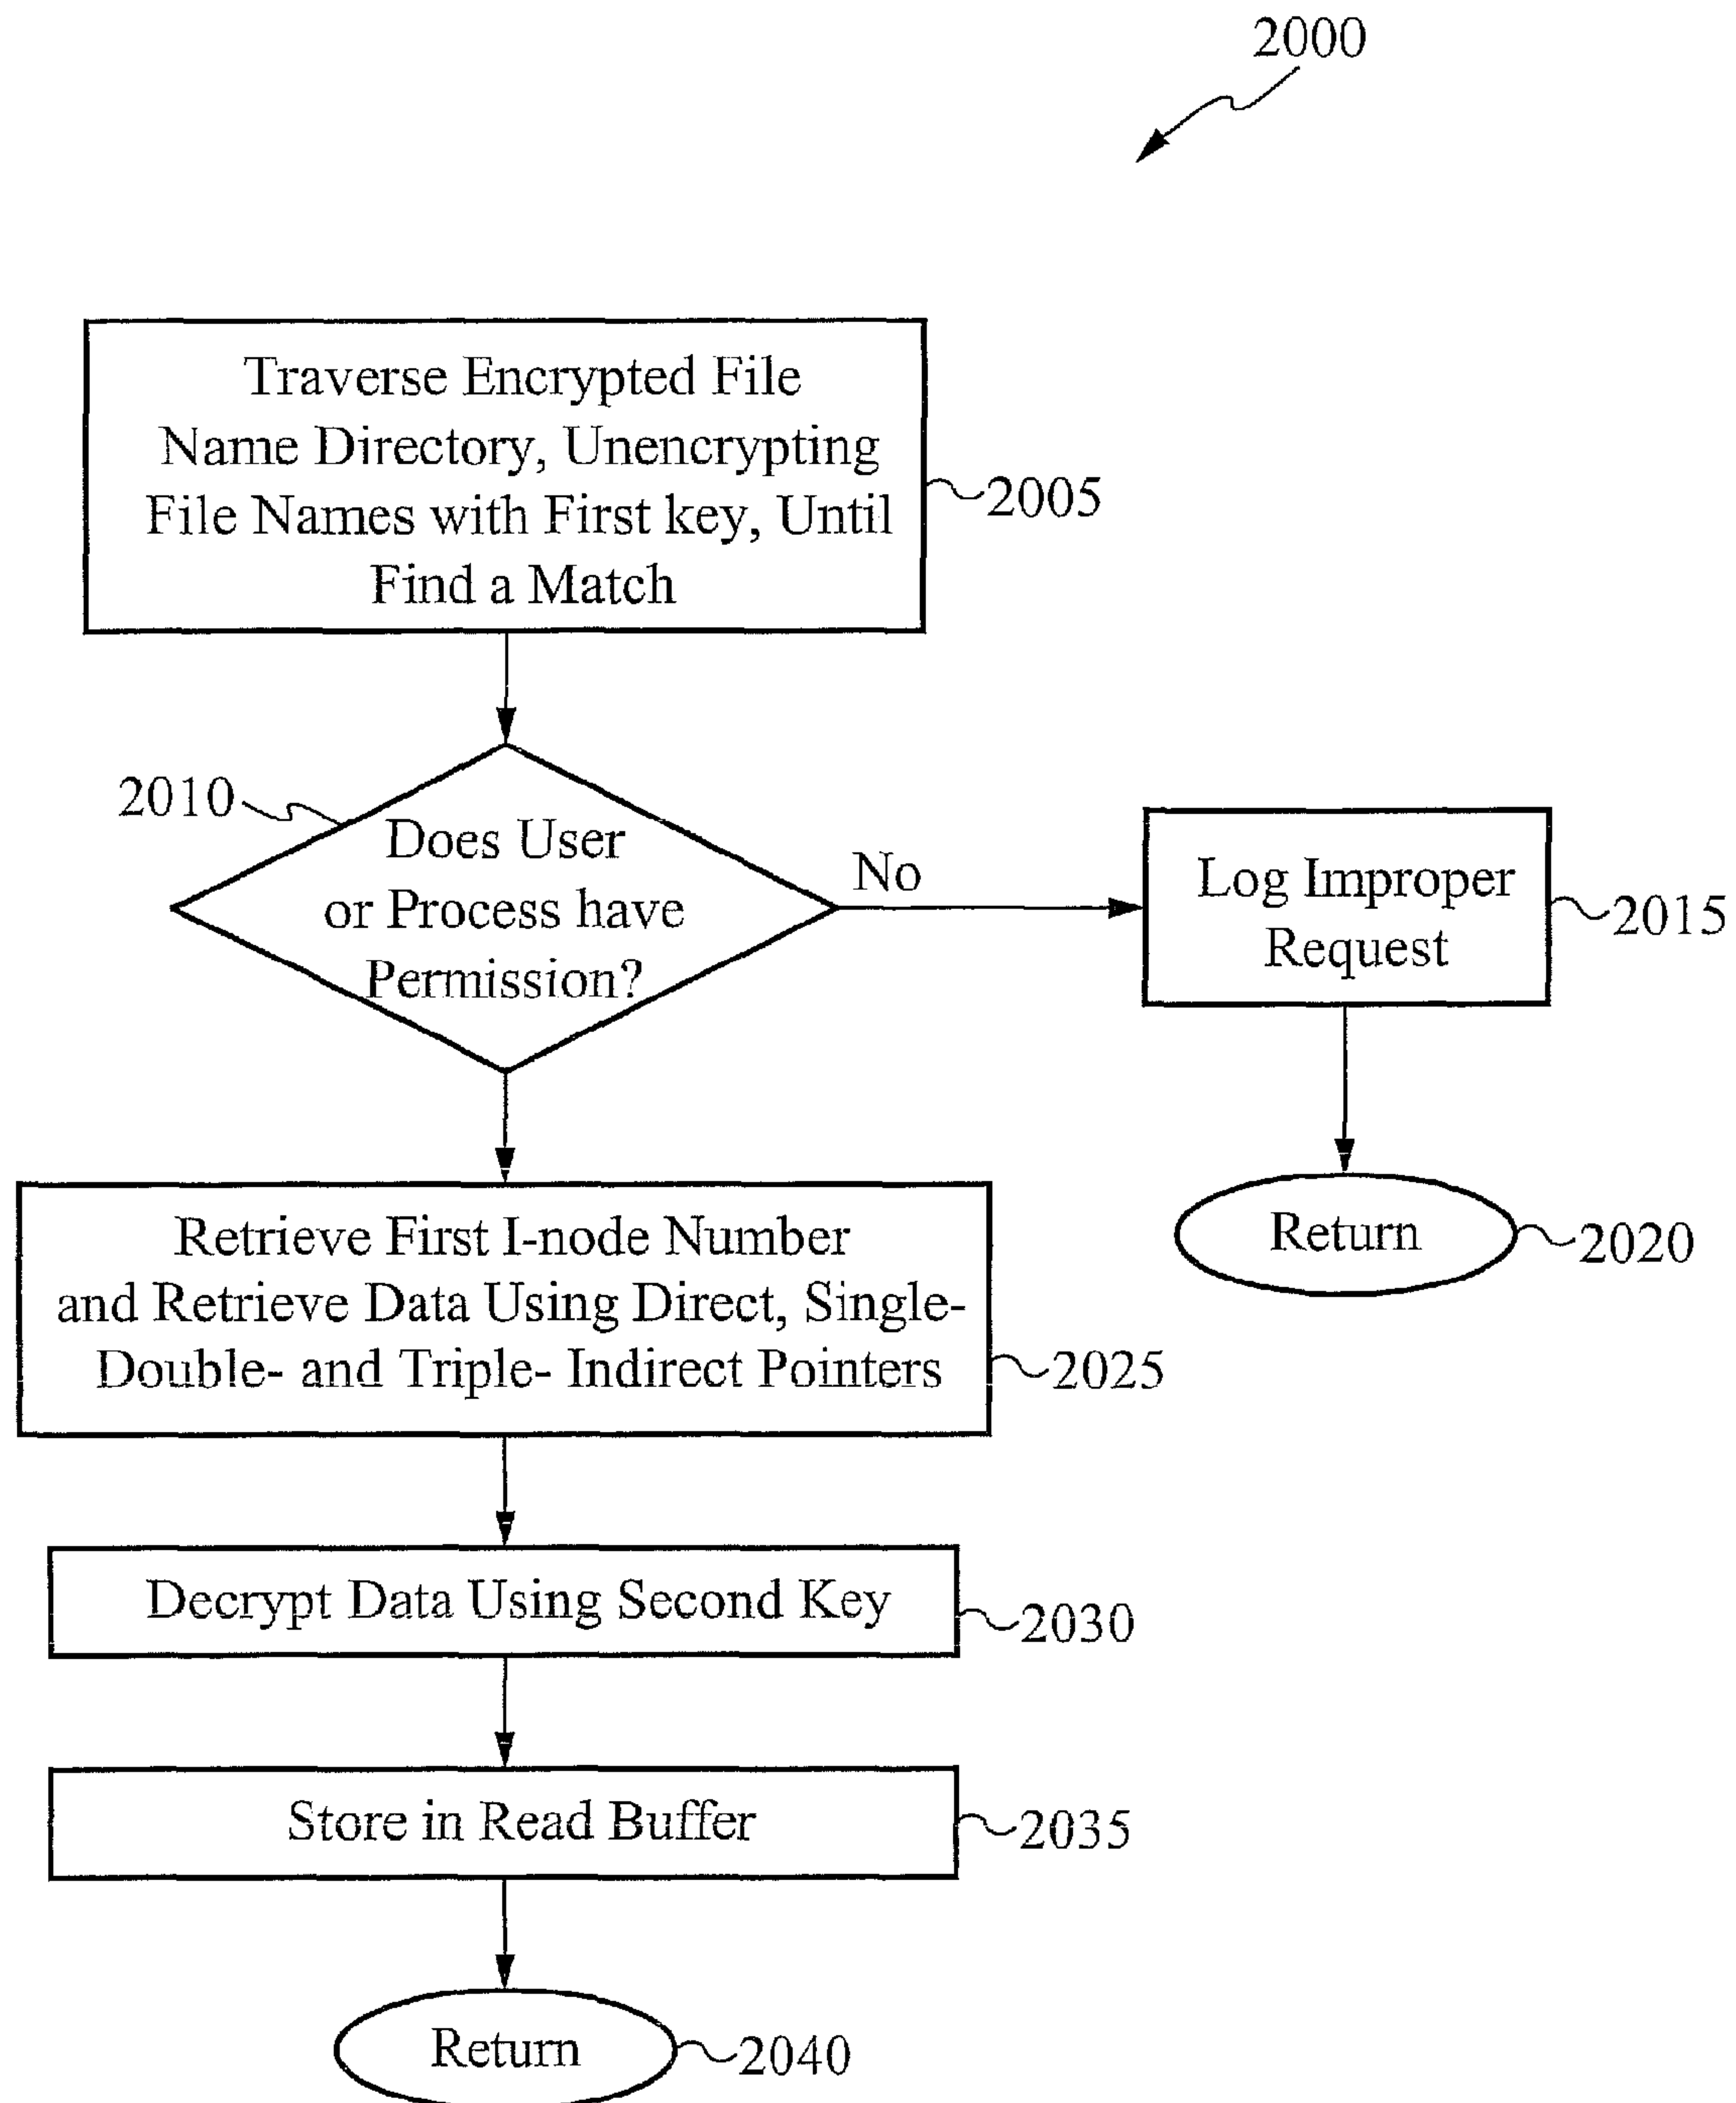 2000
Traverse Encrypted File
Name Directory, Unencrypting
File Names with First key, Until
Find a Match
2005
2010
Does User
or Process have
Permission?
No
Log Improper
Request
2015
Return
2020
Retrieve First I-node Number
and Retrieve Data Using Direct, Single-
Double- and Triple- Indirect Pointers
2025
Decrypt Data Using Second Key
2030
Store in Read Buffer
2035
Return
2040